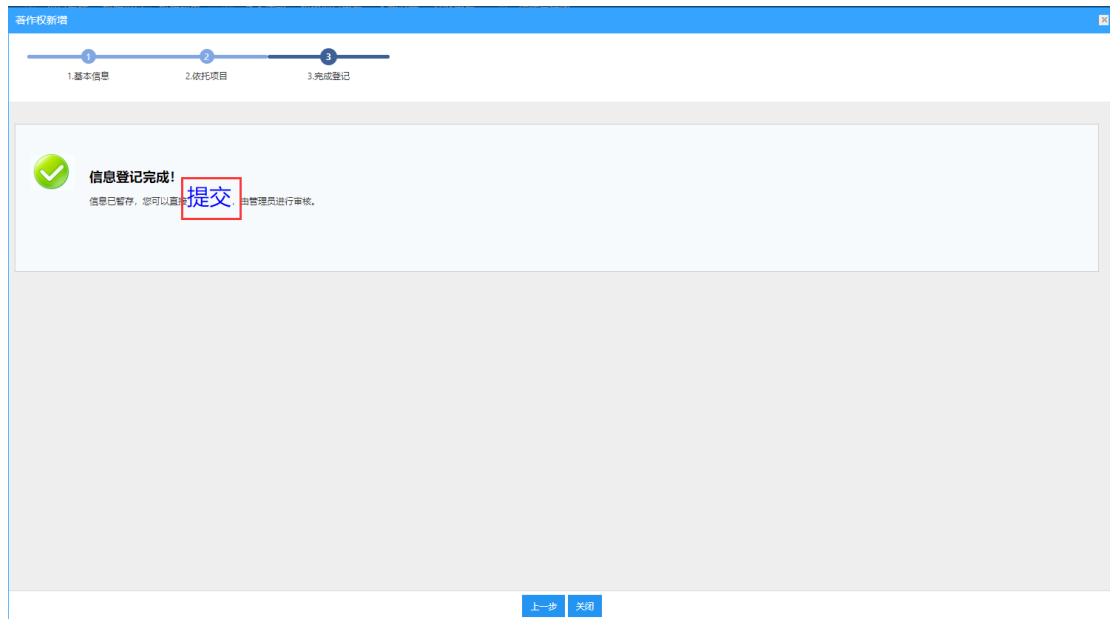 著作权新增
1
2
3
1.基本信息
2.依托项目
3.完成登记
信息登记完成!
信息已暂存, 您可以直接提交, 由管理员进行审核。
上一步
关闭